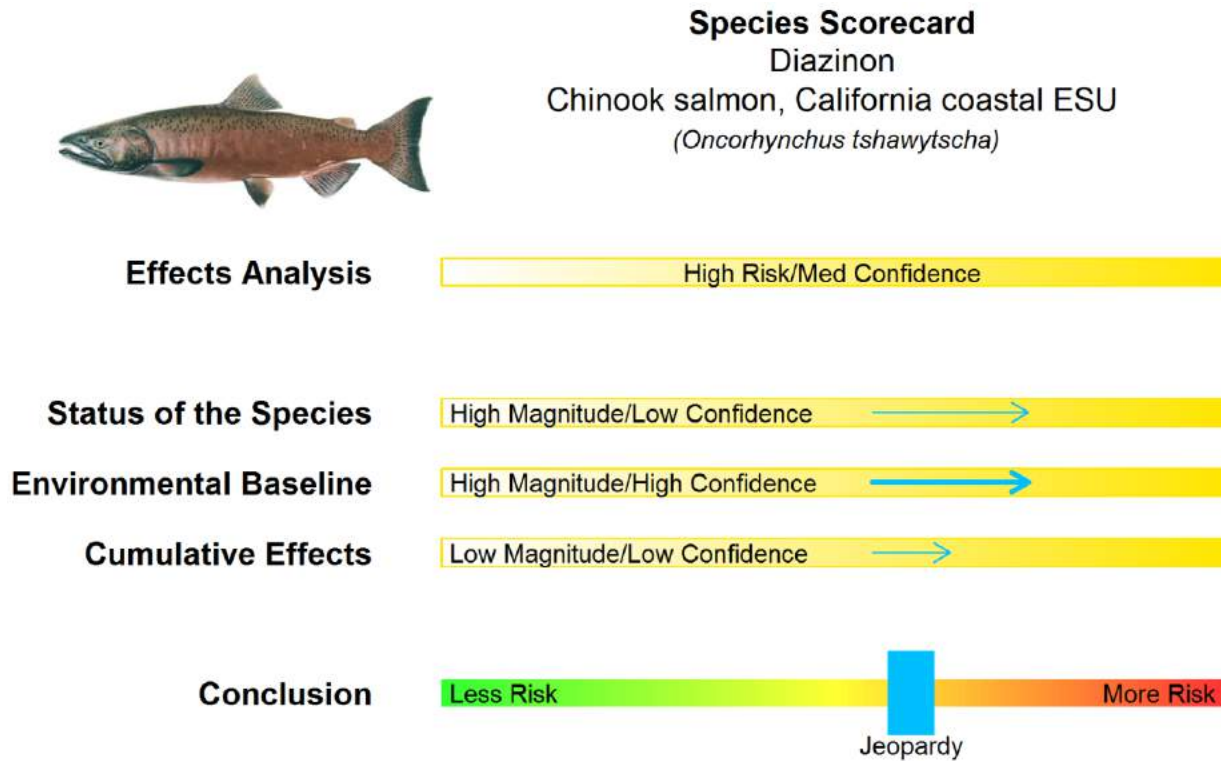 Species Scorecard
Diazinon
Chinook salmon, California coastal ESU
(Oncorhynchus tshawytscha)
Effects Analysis
High Risk/Med Confidence
Status of the Species
High Magnitude/Low Confidence
Environmental Baseline
High Magnitude/High Confidence
Cumulative Effects
Low Magnitude/Low Confidence
Conclusion
Less Risk
More Risk
Jeopardy